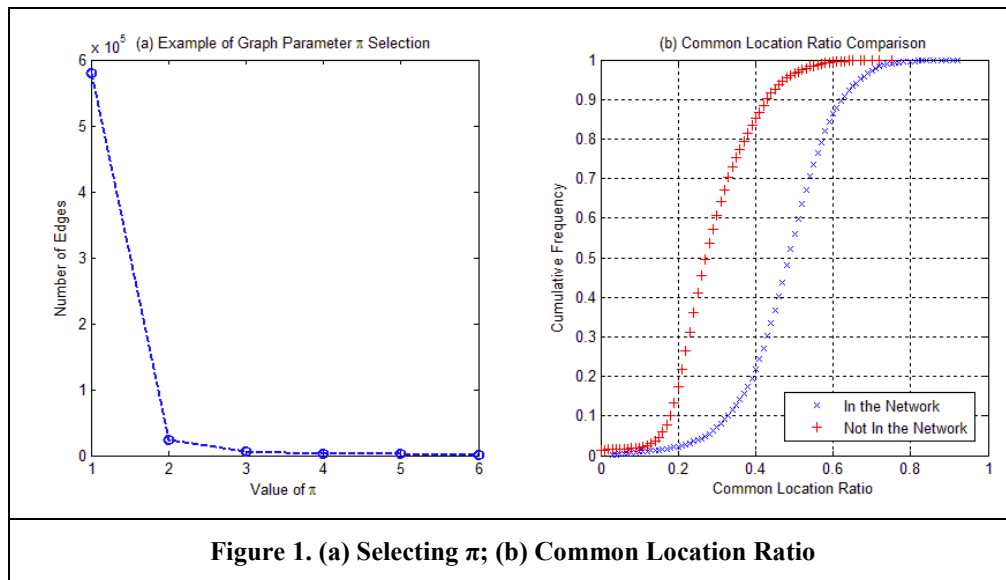 × 10⁵ (a) Example of Graph Parameter π Selection
6
5
4
3
2
1
0
Number of Edges
1 2 3 4 5 6
Value of π
(b) Common Location Ratio Comparison
1
0.9
0.8
0.7
0.6
0.5
0.4
0.3
0.2
0.1
0
Cumulative Frequency
0 0.2 0.4 0.6 0.8 1
Common Location Ratio
In the Network
Not In the Network
Figure 1. (a) Selecting π; (b) Common Location Ratio